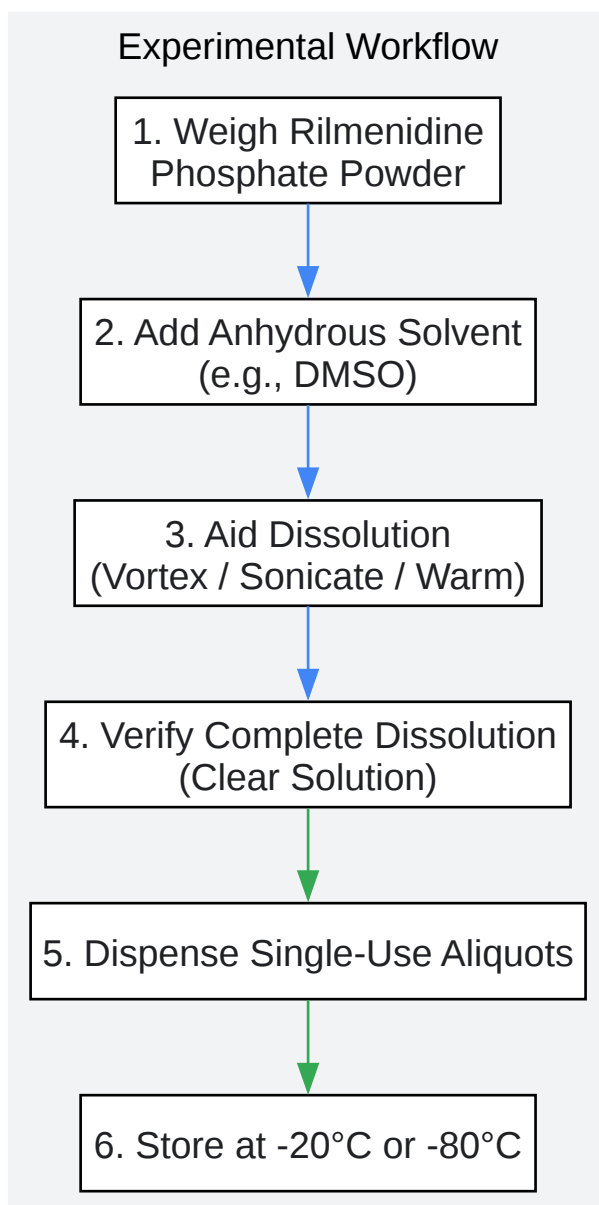 Experimental Workflow
1. Weigh Rilmenidine
Phosphate Powder
2. Add Anhydrous Solvent
(e.g., DMSO)
3. Aid Dissolution
(Vortex / Sonicate / Warm)
4. Verify Complete Dissolution
(Clear Solution)
5. Dispense Single-Use Aliquots
6. Store at -20°C or -80°C